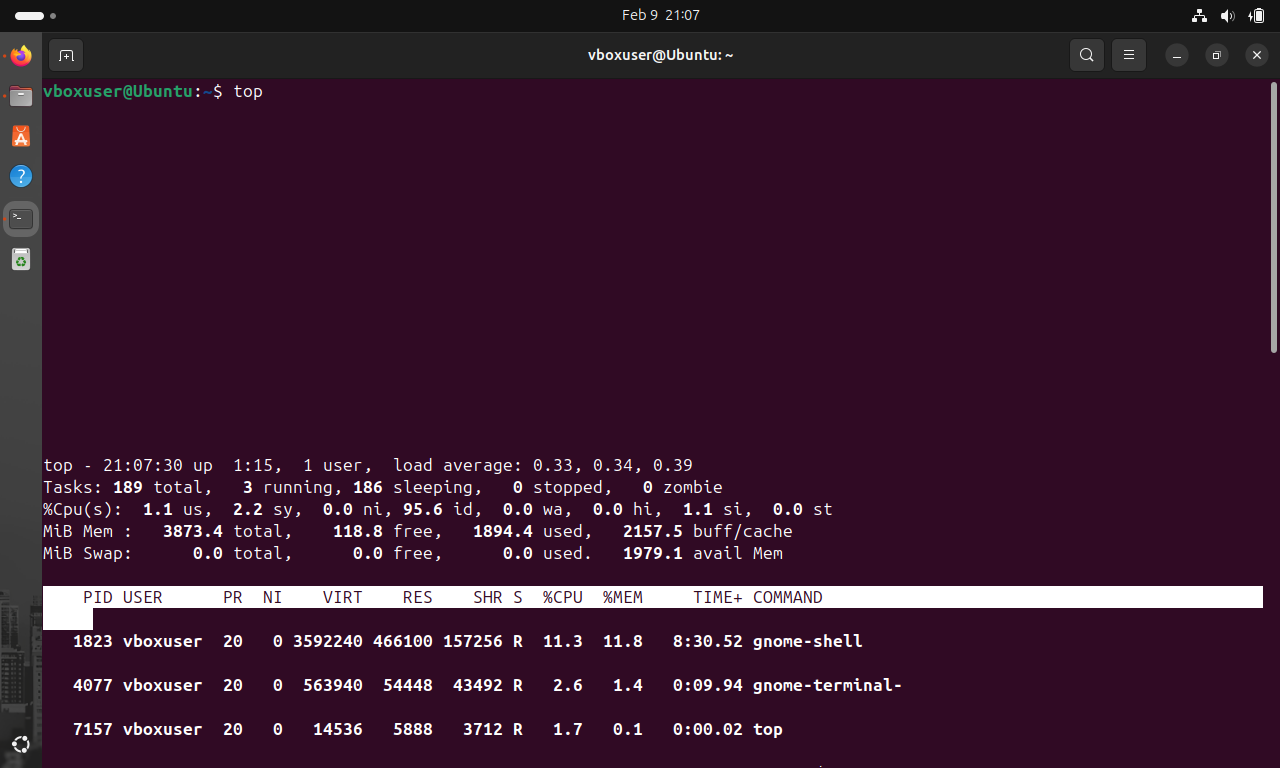 Feb 9 21:07
vboxuser@Ubuntu: ~
vboxuser@Ubuntu:~$ top
top - 21:07:30 up  1:15,  1 user,  load average: 0.33, 0.34, 0.39
Tasks: 189 total,   3 running, 186 sleeping,   0 stopped,   0 zombie
%Cpu(s):  1.1 us,  2.2 sy,  0.0 ni, 95.6 id,  0.0 wa,  0.0 hi,  1.1 si,  0.0 st
MiB Mem :   3873.4 total,    118.8 free,   1894.4 used,   2157.5 buff/cache
MiB Swap:      0.0 total,      0.0 free,      0.0 used.   1979.1 avail Mem
PID USER      PR  NI    VIRT    RES    SHR S  %CPU  %MEM     TIME+ COMMAND
1823 vboxuser  20   0 3592240 466100 157256 R  11.3  11.8   8:30.52 gnome-shell
4077 vboxuser  20   0  563940  54448  43492 R   2.6   1.4   0:09.94 gnome-terminal-
7157 vboxuser  20   0   14536   5888   3712 R   1.7   0.1   0:00.02 top